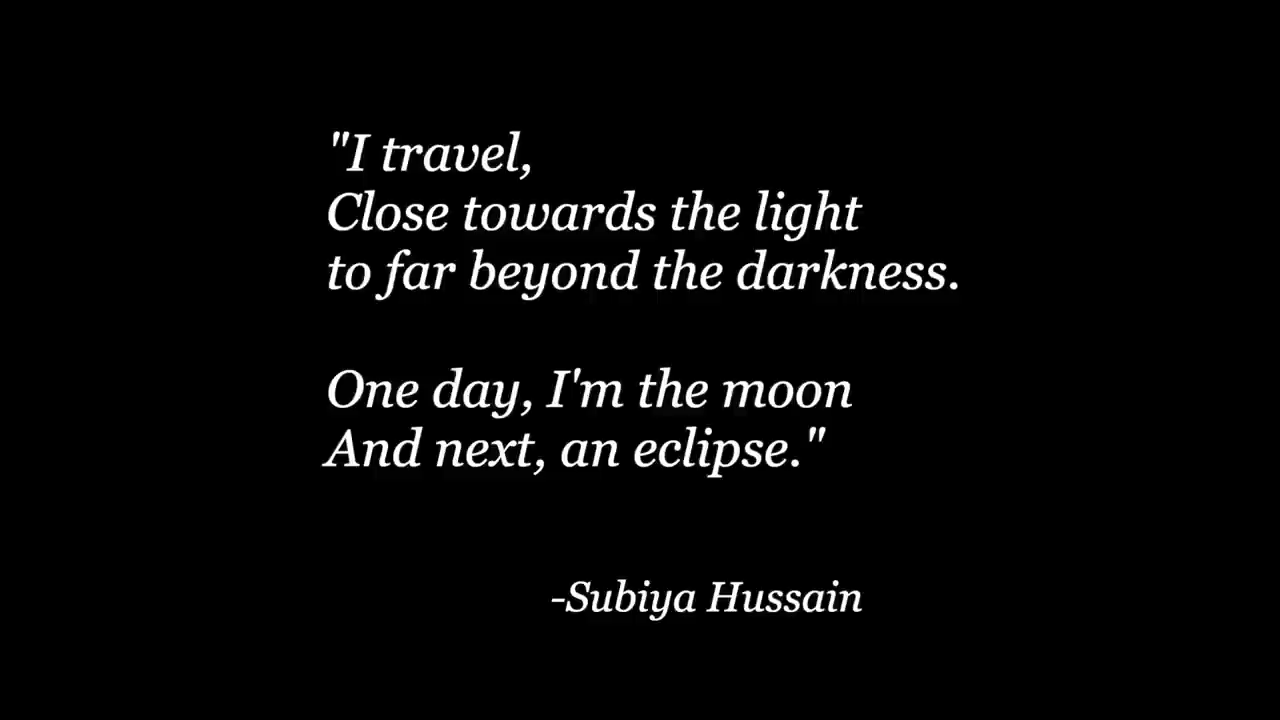 "I travel,
Close towards the light
to far beyond the darkness.
One day, I'm the moon
And next, an eclipse."
-Subiya Hussain